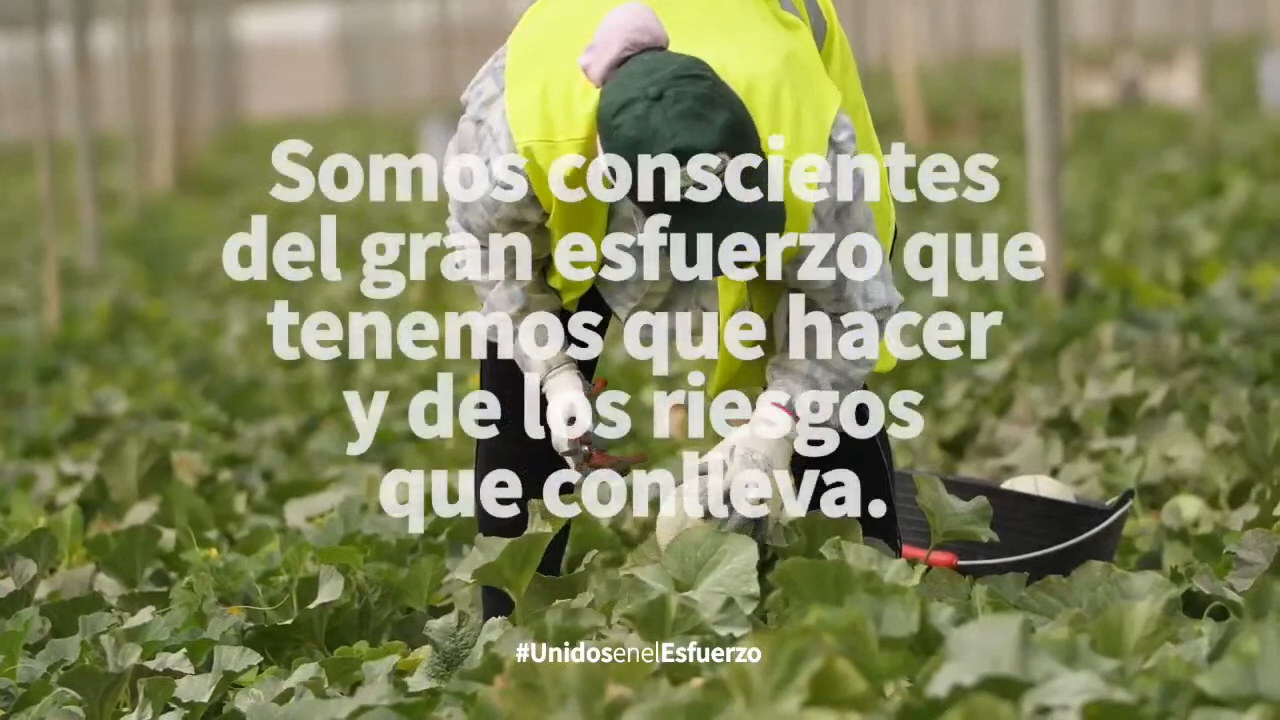 Somos conscientes
del gran esfuerzo que
tenemos que hacer
y de los riesgos
que conlleva.
#UnidosenelEsfuerzo